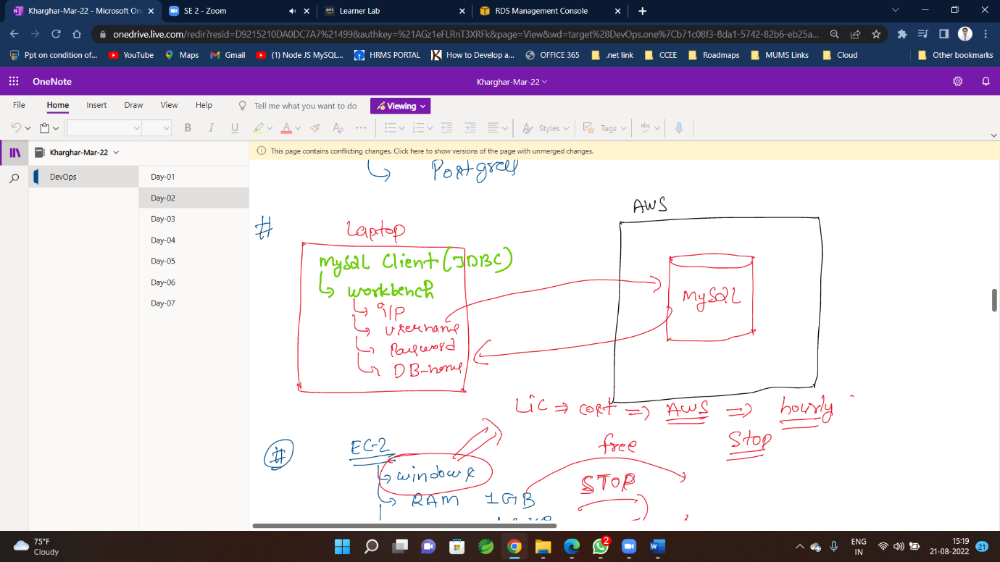 Kharghar-Mar-22 - Microsoft On
SE 2 - Zoom
Learner Lab
RDS Management Console
onedrive.live.com/redir?resid=D9215210DA0DC7A7%21499&authkey=%21AGz1eFLRnT3XRFk&page=View&wd=target%28DevOps.one%7Cb71c08f3-8da1-5742-82b6-eb25a...
Ppt on condition of...
YouTube
Maps
Gmail
(1) Node JS MySQL...
HRMS PORTAL
How to Develop a...
OFFICE 365
.net link
CCEE
Roadmaps
MUMS Links
Cloud
Other bookmarks
OneNote
Kharghar-Mar-22
File Home Insert Draw View Help
Tell me what you want to do
Viewing
B I U
Styles
Tags
abc
Kharghar-Mar-22
This page contains conflicting changes. Click here to show versions of the page with unmerged changes.
DevOps
Day-01
Day-02
Day-03
Day-04
Day-05
Day-06
Day-07
Postgres
#
Laptop
AWS
MySQL Client (JDBC)
workbench
i/p
username
Password
DB-name
MySQL
Lic ⇒ cost ⇒ AWS ⇒ hourly
Stop
#
EC-2
free
windows
STOP
RAM 1GB
75°F
Cloudy
2
ENG
IN
15:19
21-08-2022
21